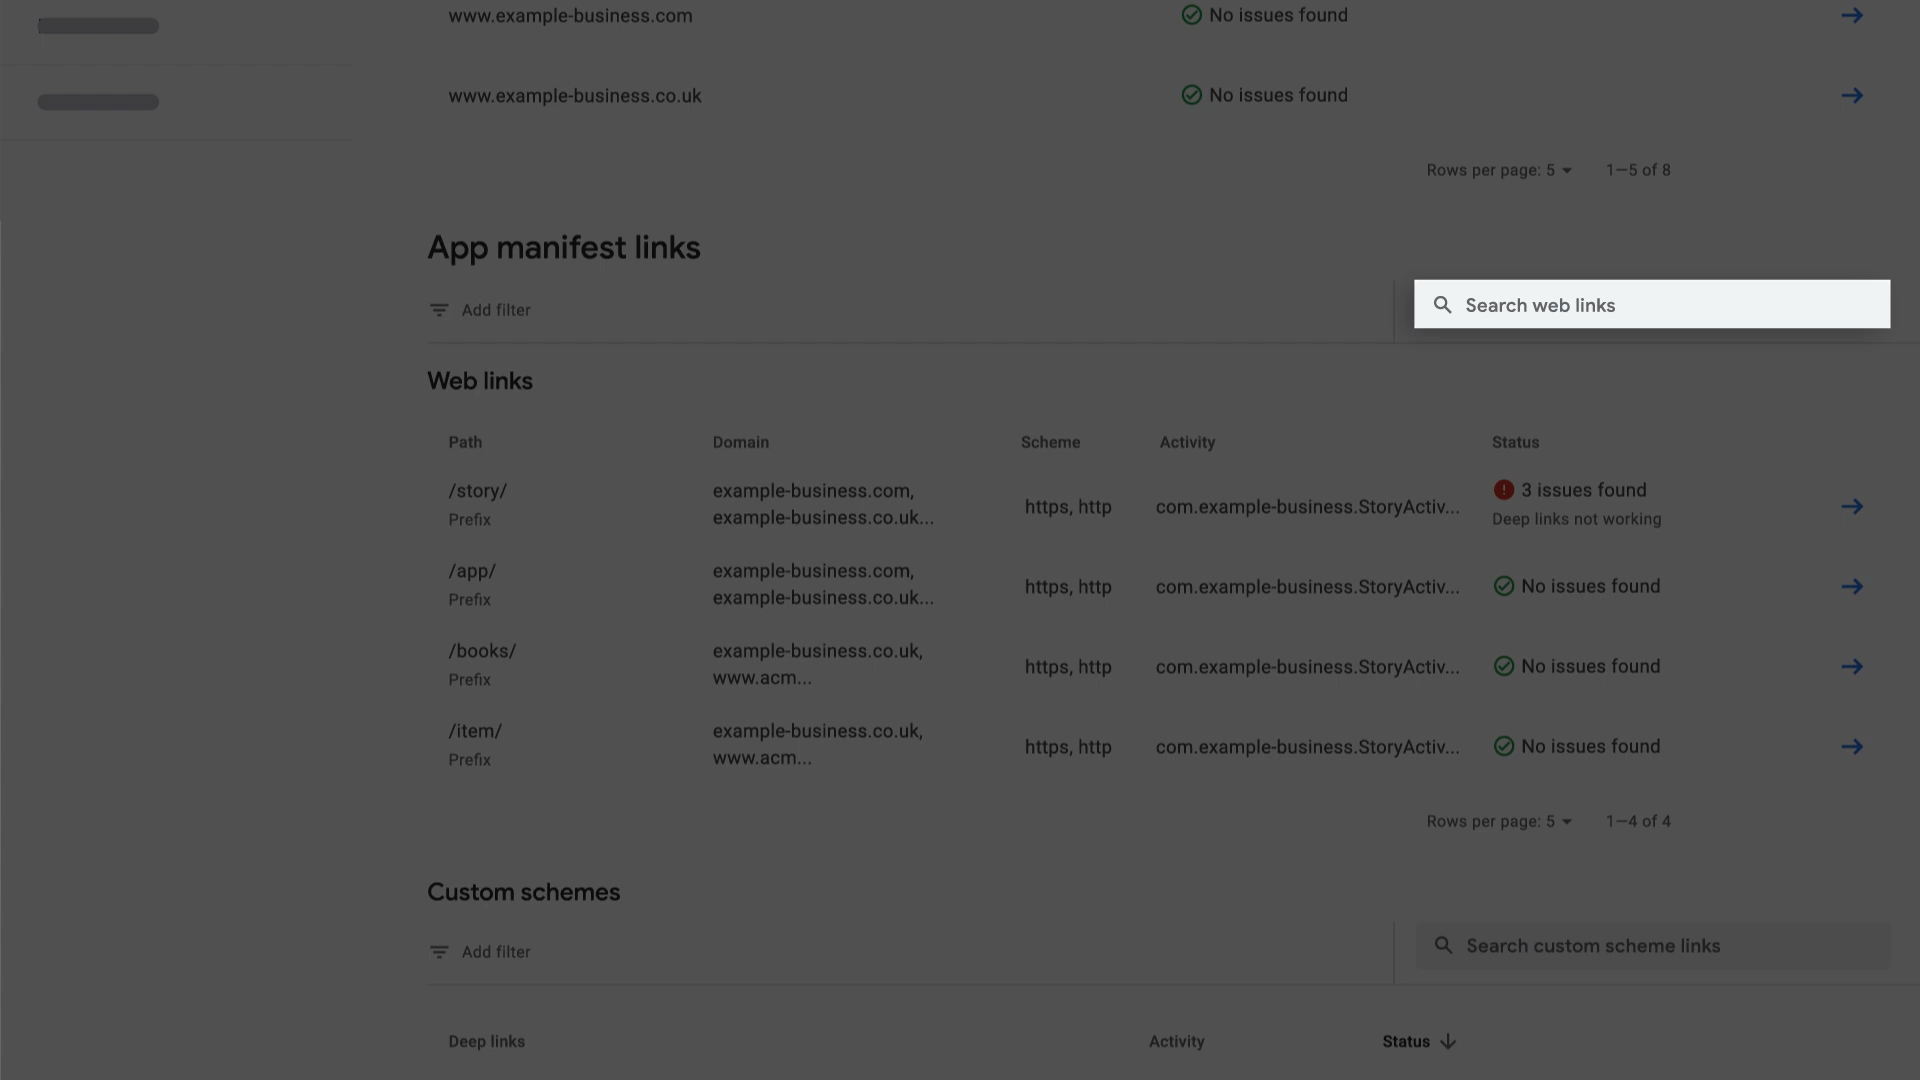 www.example-business.com
No issues found
www.example-business.co.uk
No issues found
Rows per page: 5
1—5 of 8
App manifest links
Add filter
Search web links
Web links
Path
Domain
Scheme
Activity
Status
/story/
Prefix
example-business.com,
example-business.co.uk...
https, http
com.example-business.StoryActiv...
3 issues found
Deep links not working
/app/
Prefix
example-business.com,
example-business.co.uk...
https, http
com.example-business.StoryActiv...
No issues found
/books/
Prefix
example-business.co.uk,
www.acm...
https, http
com.example-business.StoryActiv...
No issues found
/item/
Prefix
example-business.co.uk,
www.acm...
https, http
com.example-business.StoryActiv...
No issues found
Rows per page: 5
1—4 of 4
Custom schemes
Add filter
Search custom scheme links
Deep links
Activity
Status